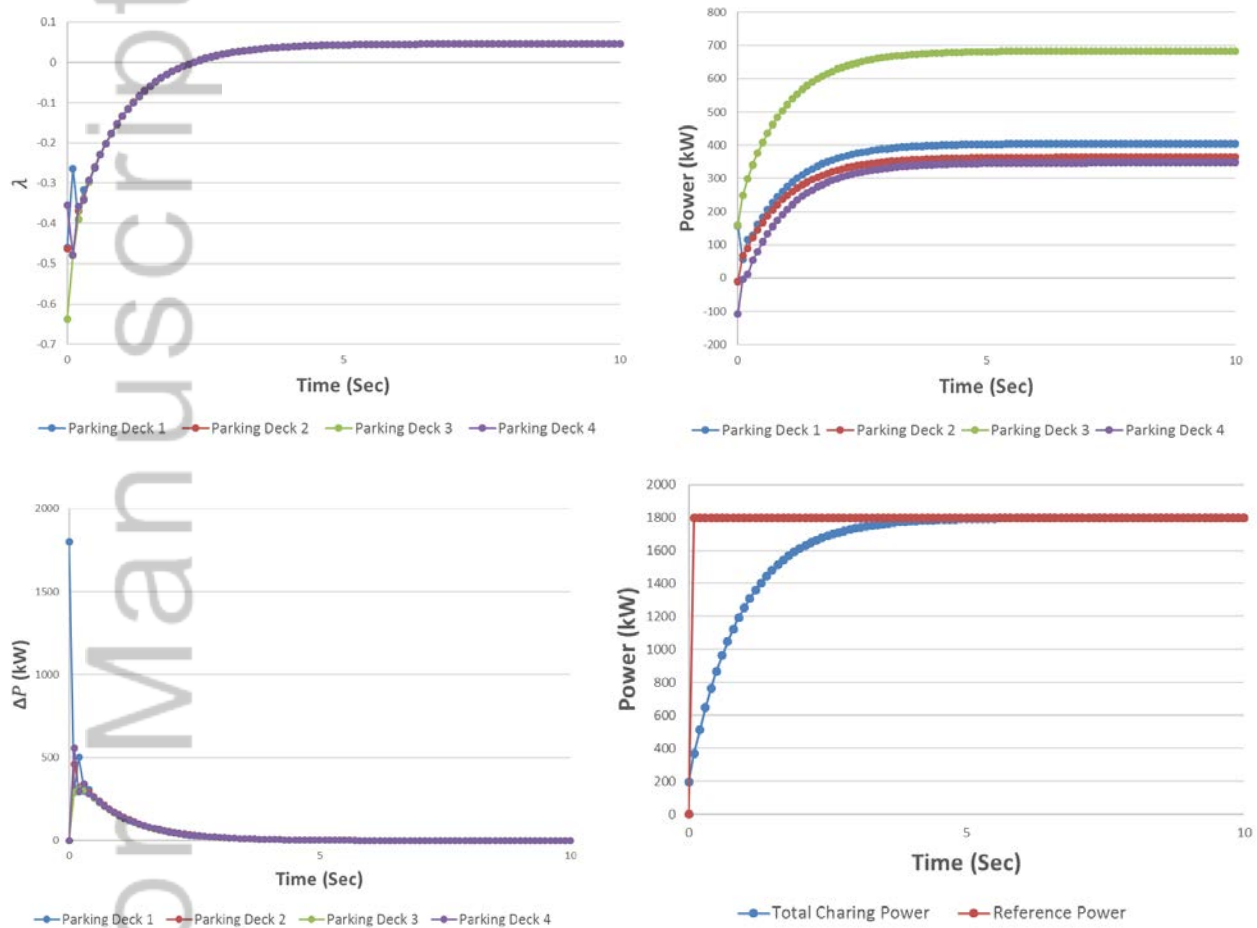 0.1
0
-0.1
-0.2
-0.3
-0.4
-0.5
-0.6
-0.7
λ
0 5 10
Time (Sec)
Parking Deck 1 Parking Deck 2 Parking Deck 3 Parking Deck 4
800
700
600
500
400
300
200
100
0
-100
-200
Power (kW)
0 5 10
Time (Sec)
Parking Deck 1 Parking Deck 2 Parking Deck 3 Parking Deck 4
2000
1500
1000
500
0
ΔP (kW)
0 5 10
Time (Sec)
Parking Deck 1 Parking Deck 2 Parking Deck 3 Parking Deck 4
2000
1800
1600
1400
1200
1000
800
600
400
200
0
Power (kW)
0 5 10
Time (Sec)
Total Charing Power Reference Power
or Manuscript